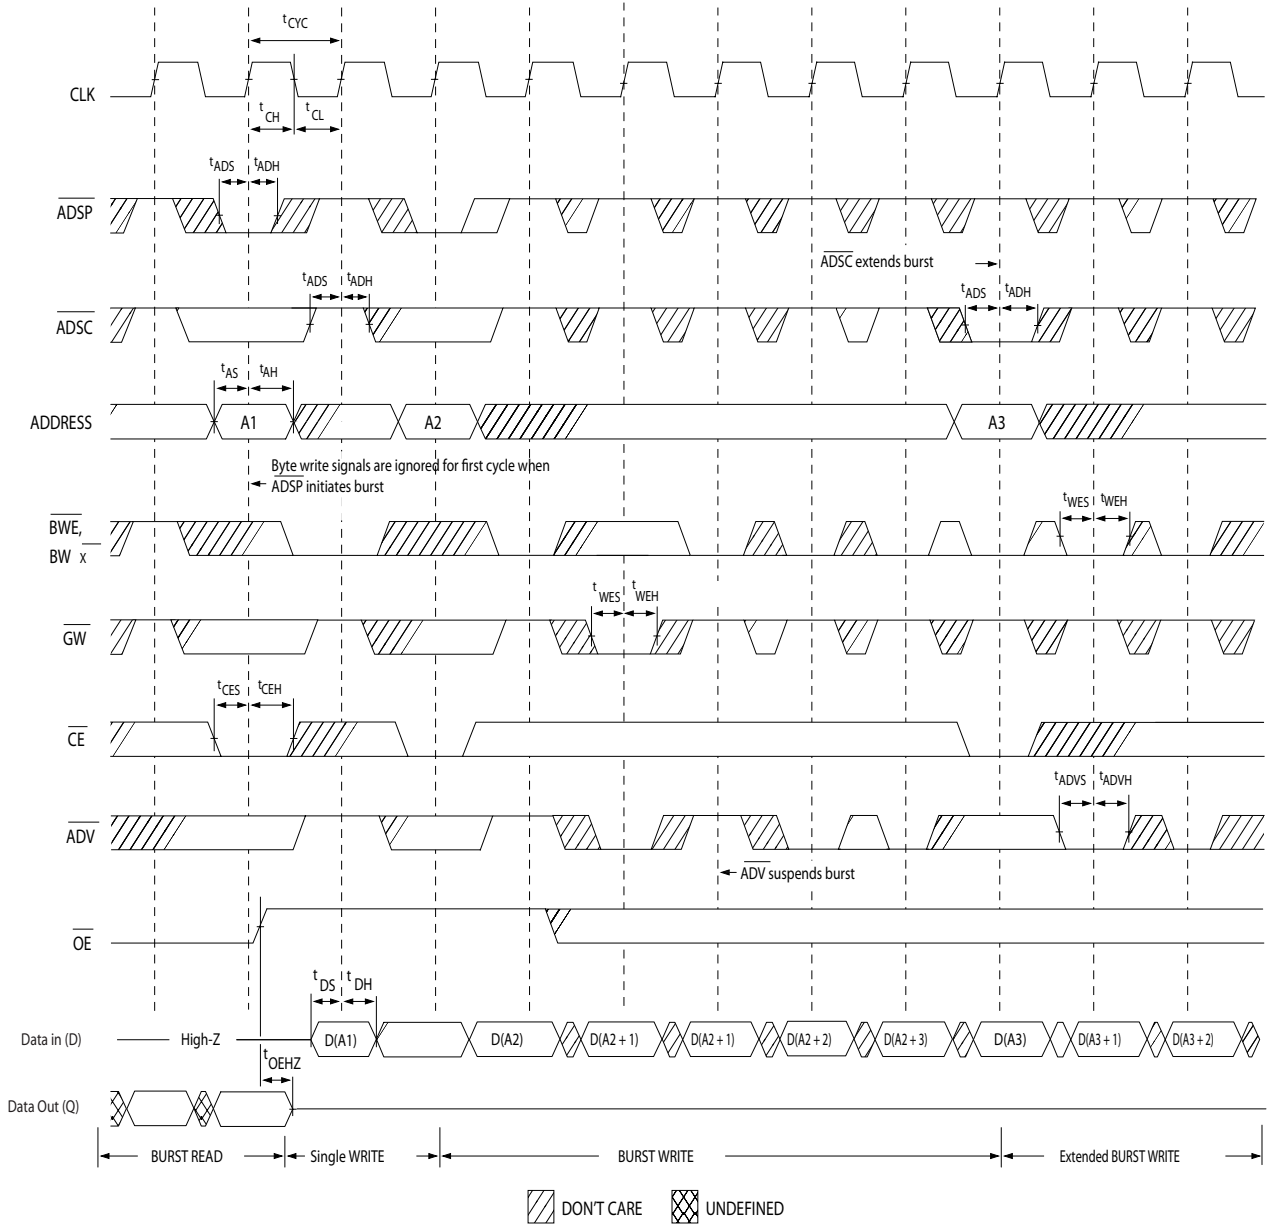 tCYC
CLK
tCH
tCL
tADS
tADH
ADSP
ADSC extends burst
tADS
tADH
tADS
tADH
ADSC
tAS
tAH
ADDRESS
A1
A2
A3
Byte write signals are ignored for first cycle when
ADSP initiates burst
tWES
tWEH
BWE,
BW X
tWES
tWEH
GW
tCES
tCEH
CE
tADVS
tADVH
ADV
ADV suspends burst
OE
tDS
tDH
Data in (D)
High-Z
D(A1)
D(A2)
D(A2 + 1)
D(A2 + 1)
D(A2 + 2)
D(A2 + 3)
D(A3)
D(A3 + 1)
D(A3 + 2)
tOEHZ
Data Out (Q)
BURST READ
Single WRITE
BURST WRITE
Extended BURST WRITE
DON'T CARE
UNDEFINED